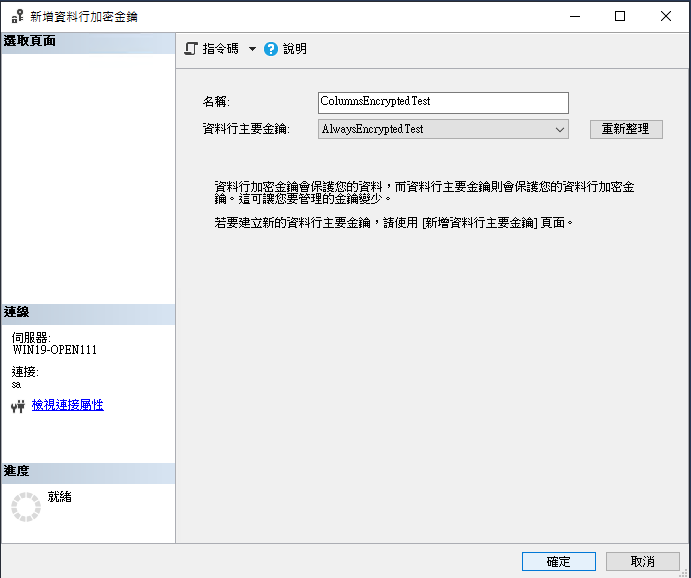 新增資料行加密金鑰
選取頁面
指令碼
說明
名稱:
ColumnsEncryptedTest
資料行主要金鑰:
AlwaysEncryptedTest
重新整理
資料行加密金鑰會保護您的資料，而資料行主要金鑰則會保護您的資料行加密金
鑰。這可讓您要管理的金鑰變少。
若要建立新的資料行主要金鑰，請使用 [新增資料行主要金鑰] 頁面。
連線
伺服器:
WIN19-OPEN111
連接:
sa
檢視連接屬性
進度
就緒
確定
取消